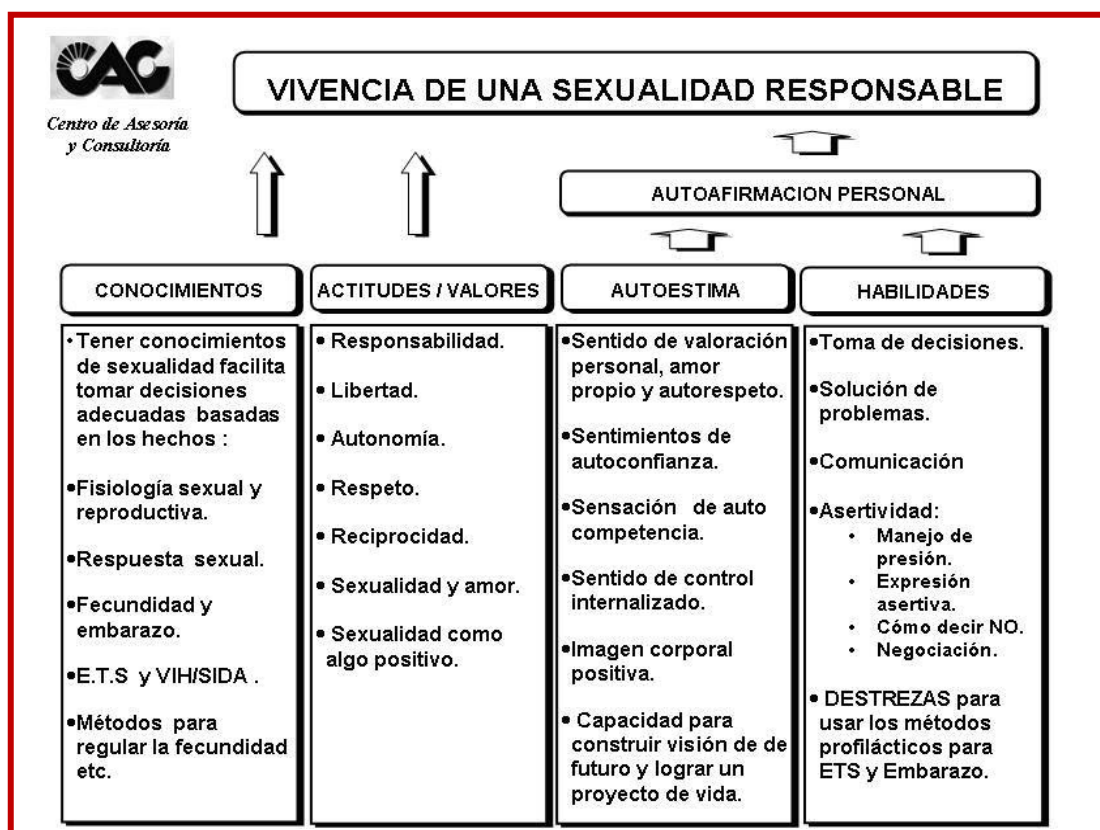 CAC
Centro de Asesoría
y Consultoría
VIVENCIA DE UNA SEXUALIDAD RESPONSABLE
AUTOAFIRMACION PERSONAL
CONOCIMIENTOS
• Tener conocimientos
de sexualidad facilita
tomar decisiones
adecuadas basadas
en los hechos :
•Fisiología sexual y
reproductiva.
•Respuesta sexual.
•Fecundidad y
embarazo.
•E.T.S y VIH/SIDA .
•Métodos para
regular la fecundidad
etc.
ACTITUDES / VALORES
• Responsabilidad.
• Libertad.
• Autonomía.
• Respeto.
• Reciprocidad.
• Sexualidad y amor.
• Sexualidad como
algo positivo.
AUTOESTIMA
•Sentido de valoración
personal, amor
propio y autorespeto.
•Sentimientos de
autoconfianza.
•Sensación de auto
competencia.
•Sentido de control
internalizado.
•Imagen corporal
positiva.
• Capacidad para
construir visión de de
futuro y lograr un
proyecto de vida.
HABILIDADES
•Toma de decisiones.
•Solución de
problemas.
•Comunicación
•Asertividad:
• Manejo de
presión.
• Expresión
asertiva.
• Cómo decir NO.
• Negociación.
• DESTREZAS para
usar los métodos
profilácticos para
ETS y Embarazo.